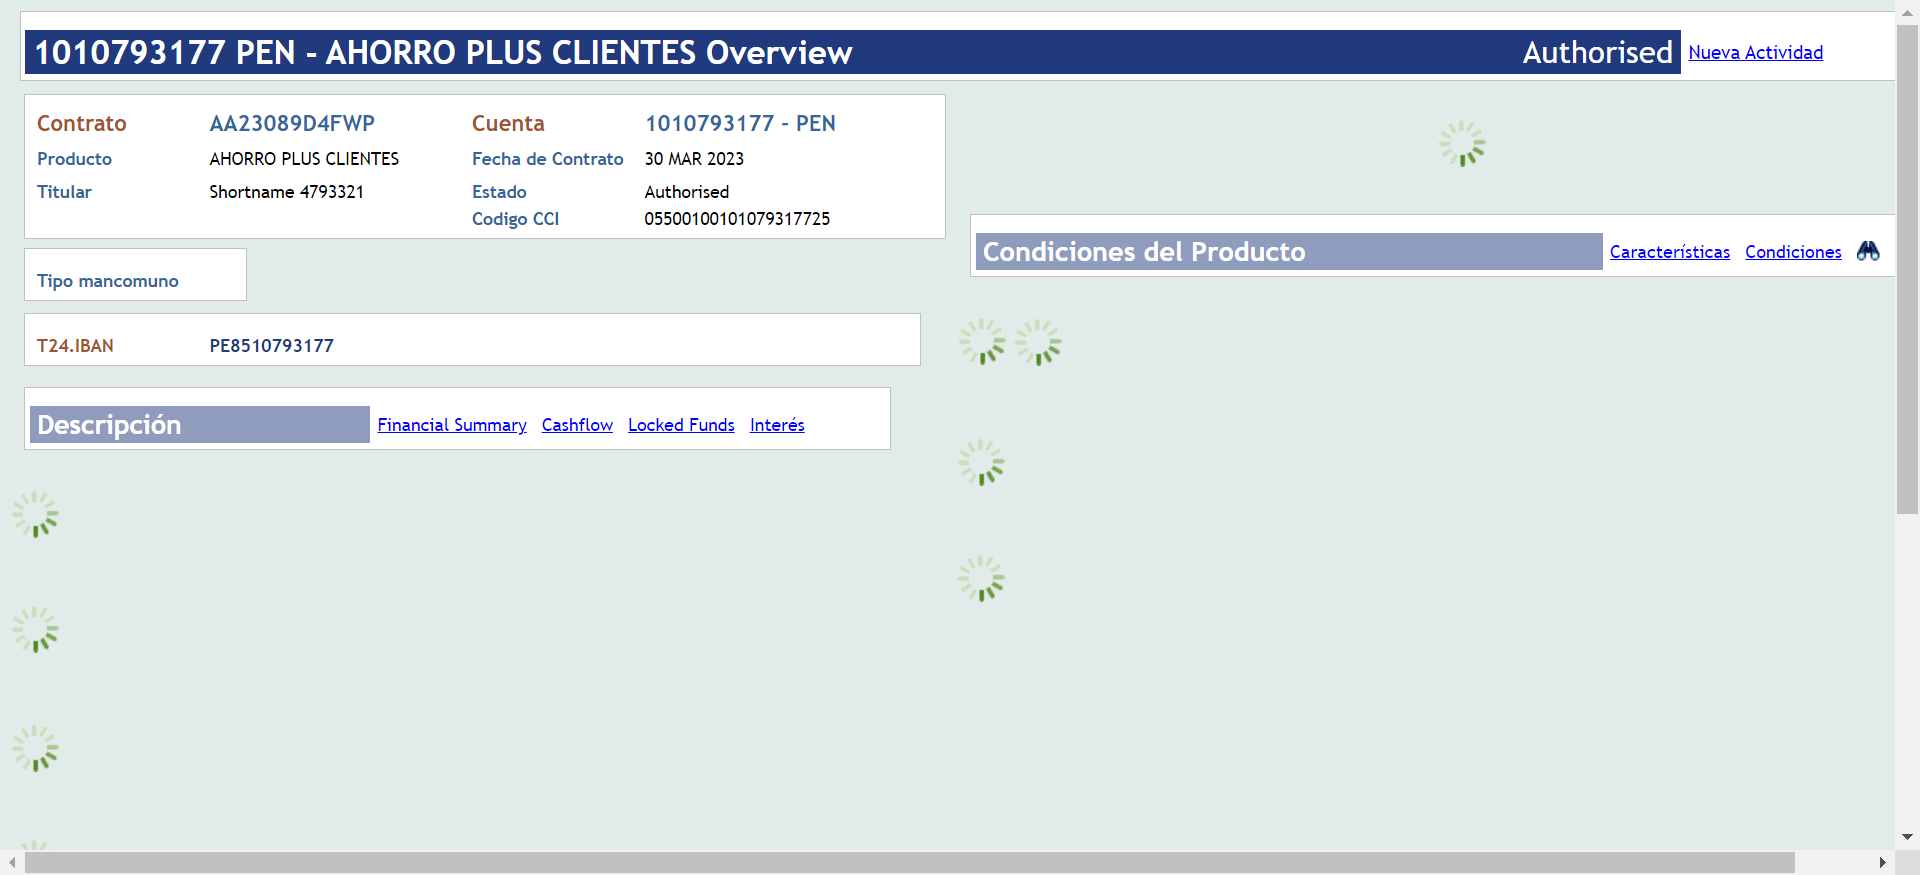 1010793177 PEN - AHORRO PLUS CLIENTES Overview Authorised Nueva Actividad
Contrato AA23089D4FWP Cuenta 1010793177 - PEN
Producto AHORRO PLUS CLIENTES Fecha de Contrato 30 MAR 2023
Titular Shortname 4793321 Estado Authorised
Codigo CCI 05500100101079317725
Condiciones del Producto Características Condiciones
Tipo mancomuno
T24.IBAN PE8510793177
Descripción Financial Summary Cashflow Locked Funds Interés